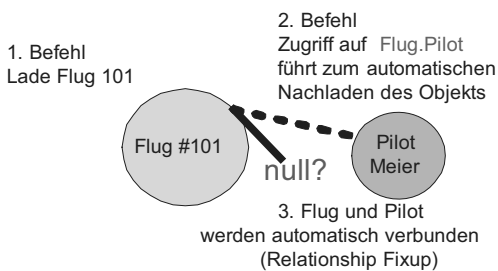 1. Befehl
Lade Flug 101
2. Befehl
Zugriff auf Flug.Pilot
führt zum automatischen
Nachladen des Objekts
Flug #101
null?
Pilot
Meier
3. Flug und Pilot
werden automatisch verbunden
(Relationship Fixup)